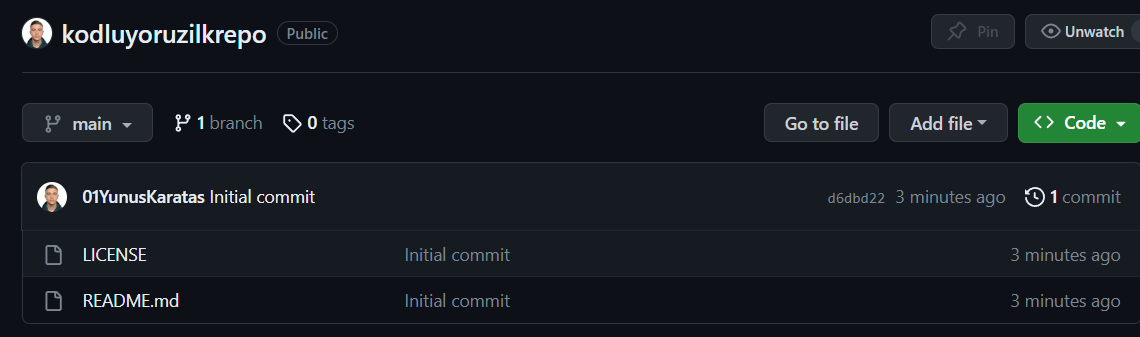 kodluyoruzilkrepo Public Pin Unwatch
main 1 branch 0 tags Go to file Add file Code
01YunusKaratas Initial commit d6dbd22 3 minutes ago 1 commit
LICENSE Initial commit 3 minutes ago
README.md Initial commit 3 minutes ago